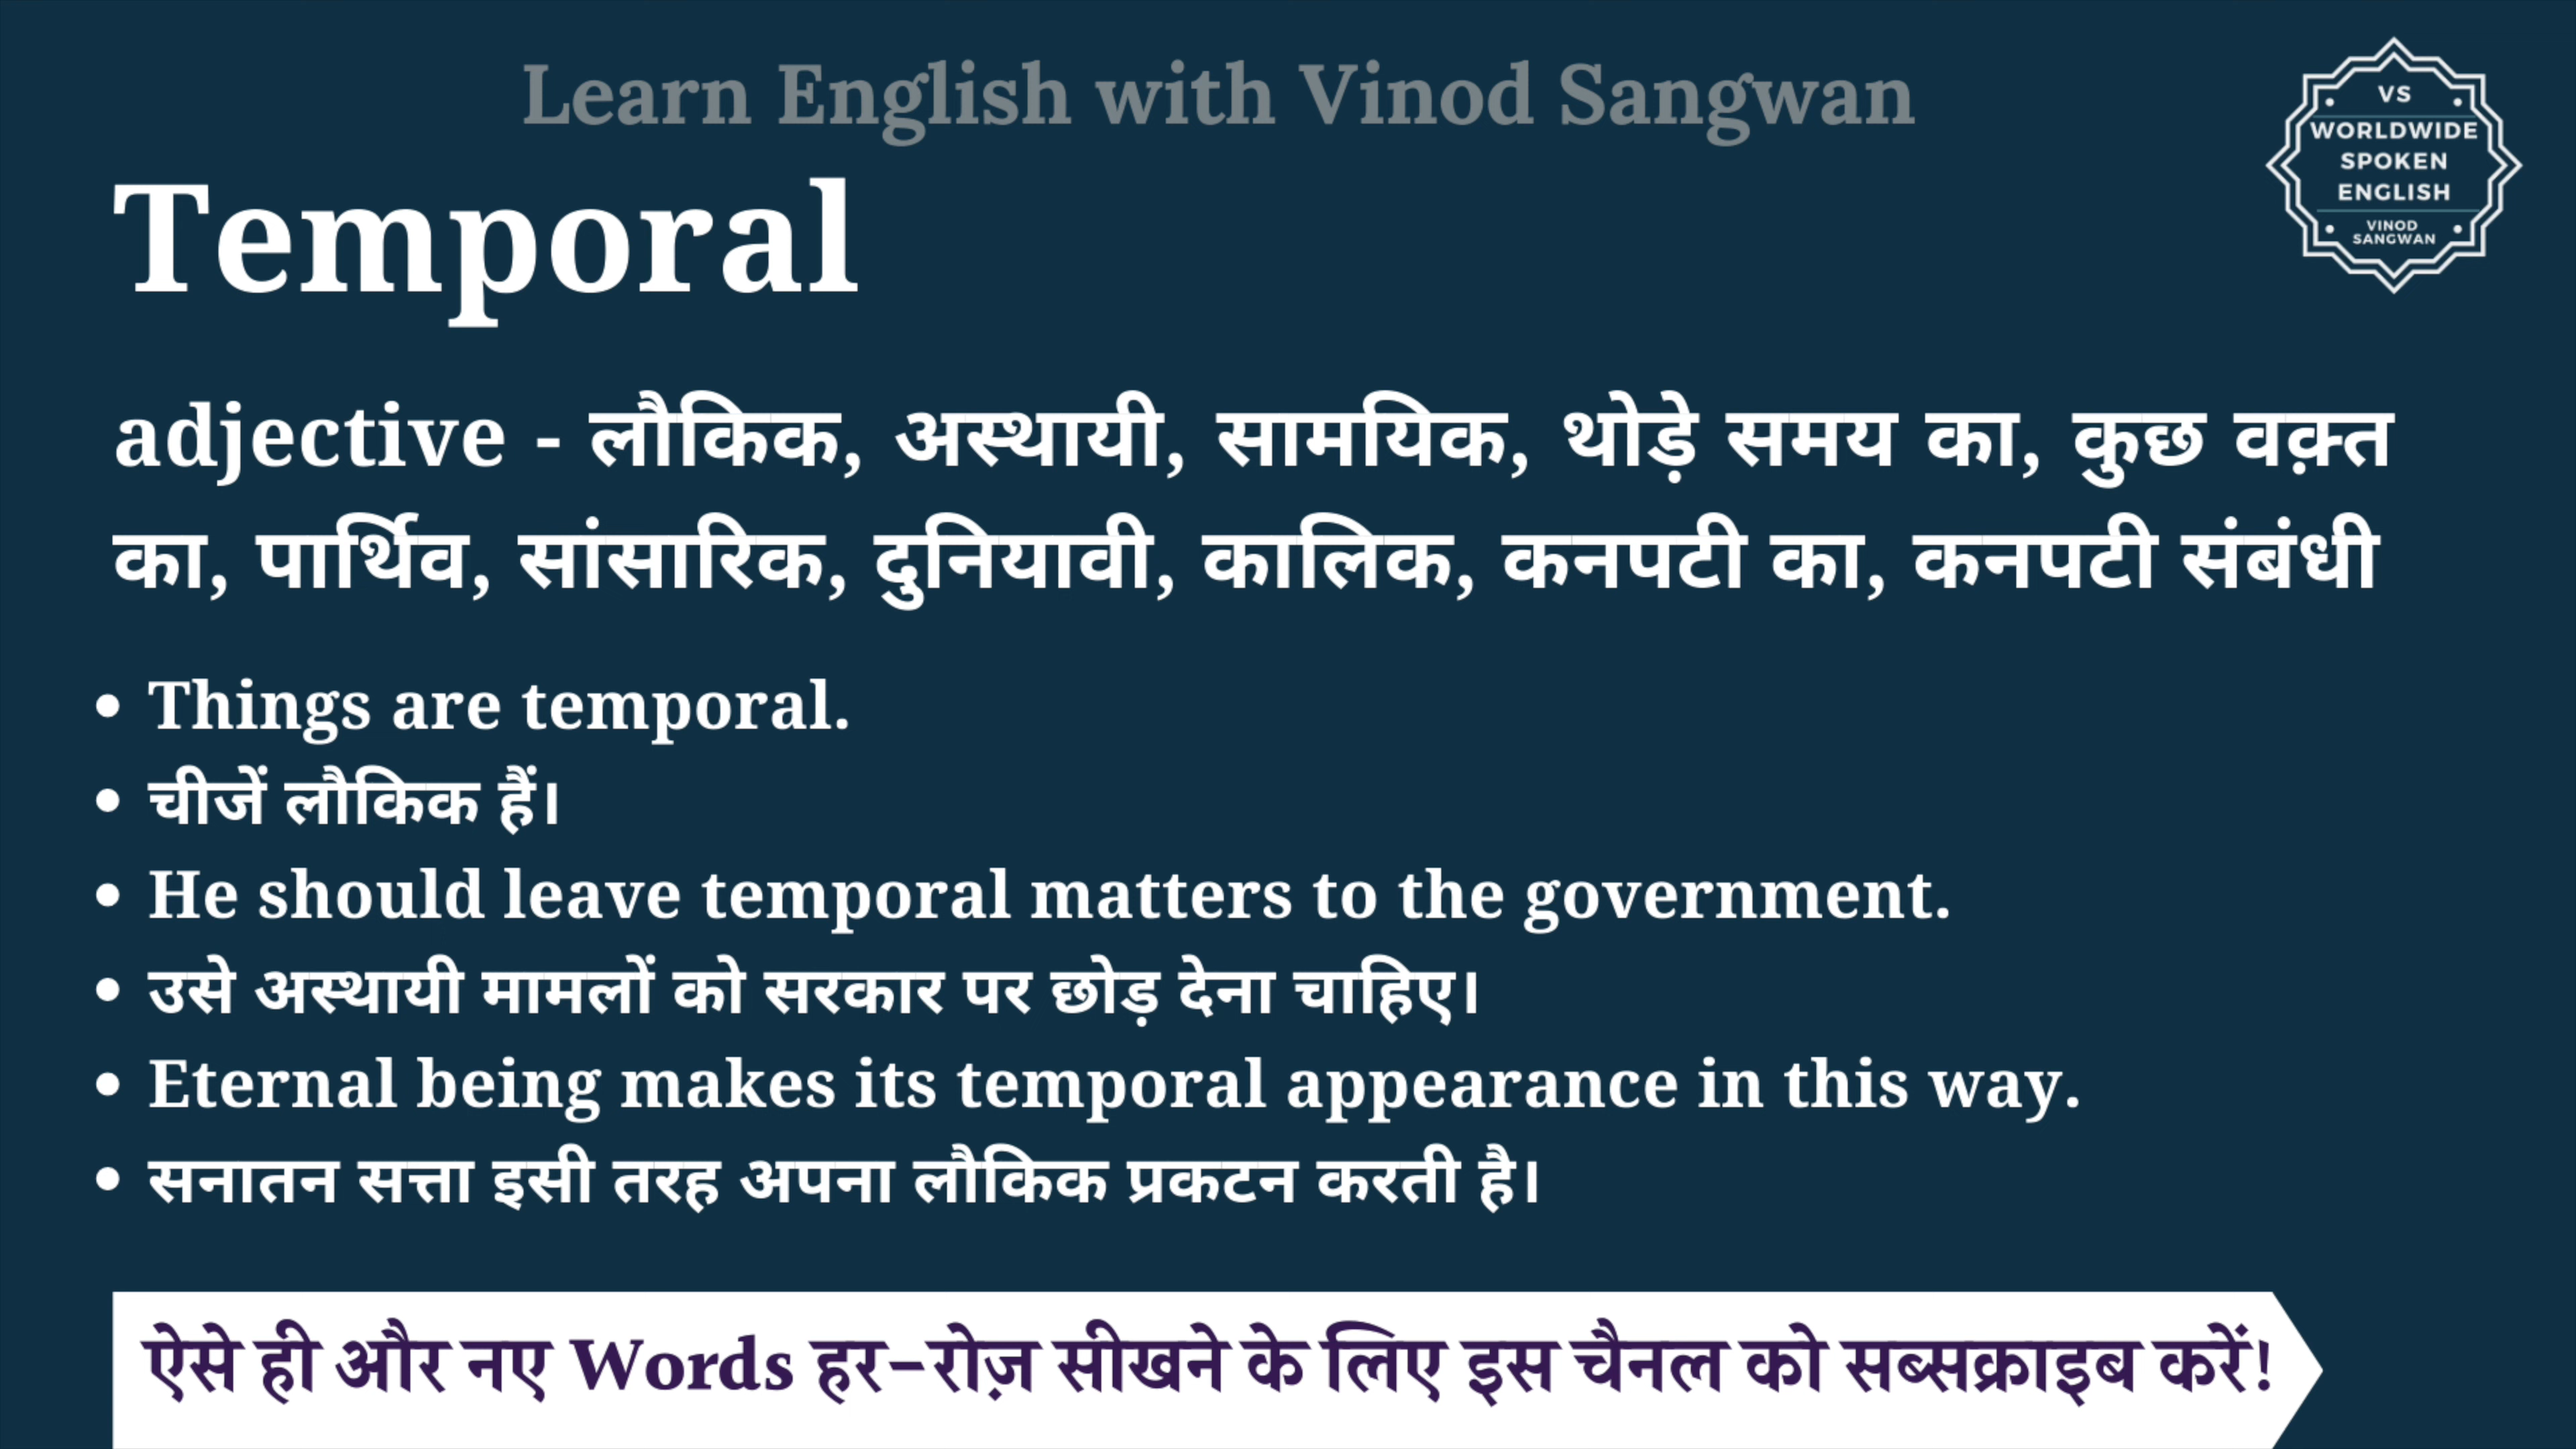 Learn English with Vinod Sangwan
VS
WORLDWIDE
SPOKEN
ENGLISH
VINOD
SANGWAN
Temporal
adjective - लौकिक, अस्थायी, सामयिक, थोड़े समय का, कुछ वक़्त
का, पार्थिव, सांसारिक, दुनियावी, कालिक, कनपटी का, कनपटी संबंधी
• Things are temporal.
• चीजें लौकिक हैं।
• He should leave temporal matters to the government.
• उसे अस्थायी मामलों को सरकार पर छोड़ देना चाहिए।
• Eternal being makes its temporal appearance in this way.
• सनातन सत्ता इसी तरह अपना लौकिक प्रकटन करती है।
ऐसे ही और नए Words हर-रोज़ सीखने के लिए इस चैनल को सब्सक्राइब करें!